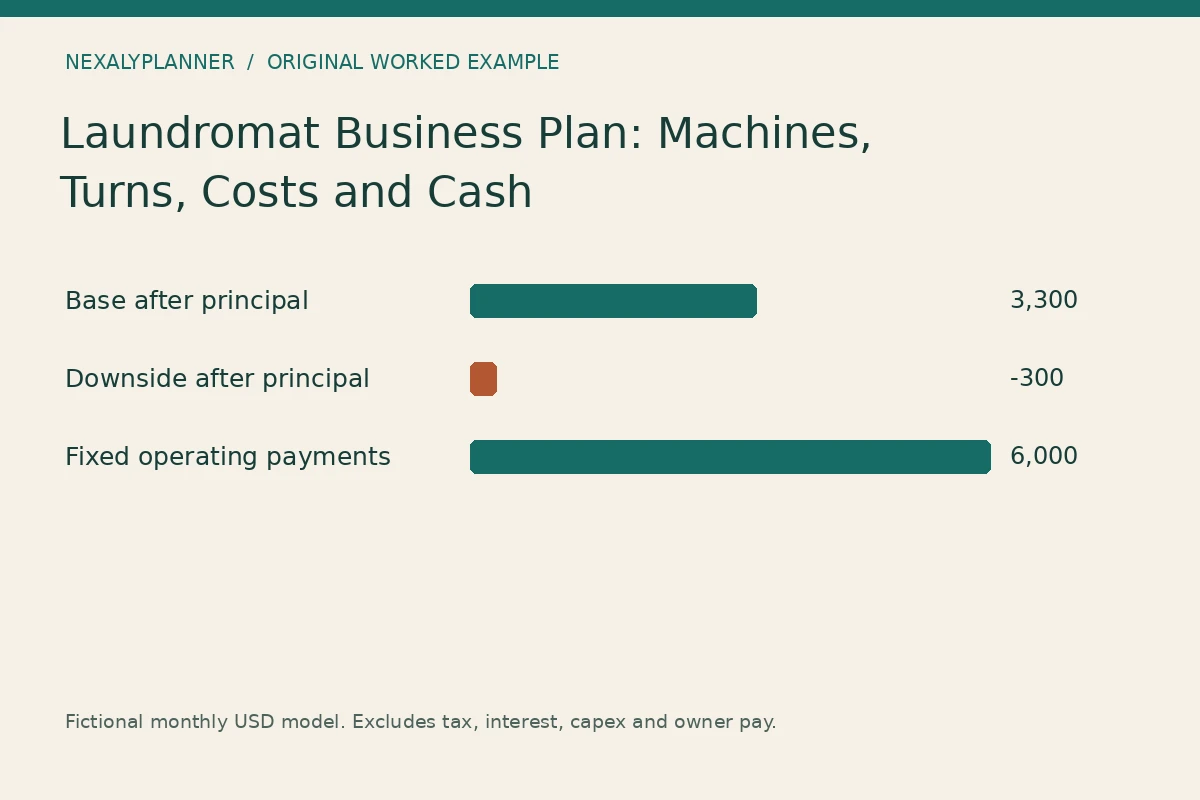 NEXALYPLANNER / ORIGINAL WORKED EXAMPLE
Laundromat Business Plan: Machines,
Turns, Costs and Cash
Base after principal 3,300
Downside after principal -300
Fixed operating payments 6,000
Fictional monthly USD model. Excludes tax, interest, capex and owner pay.